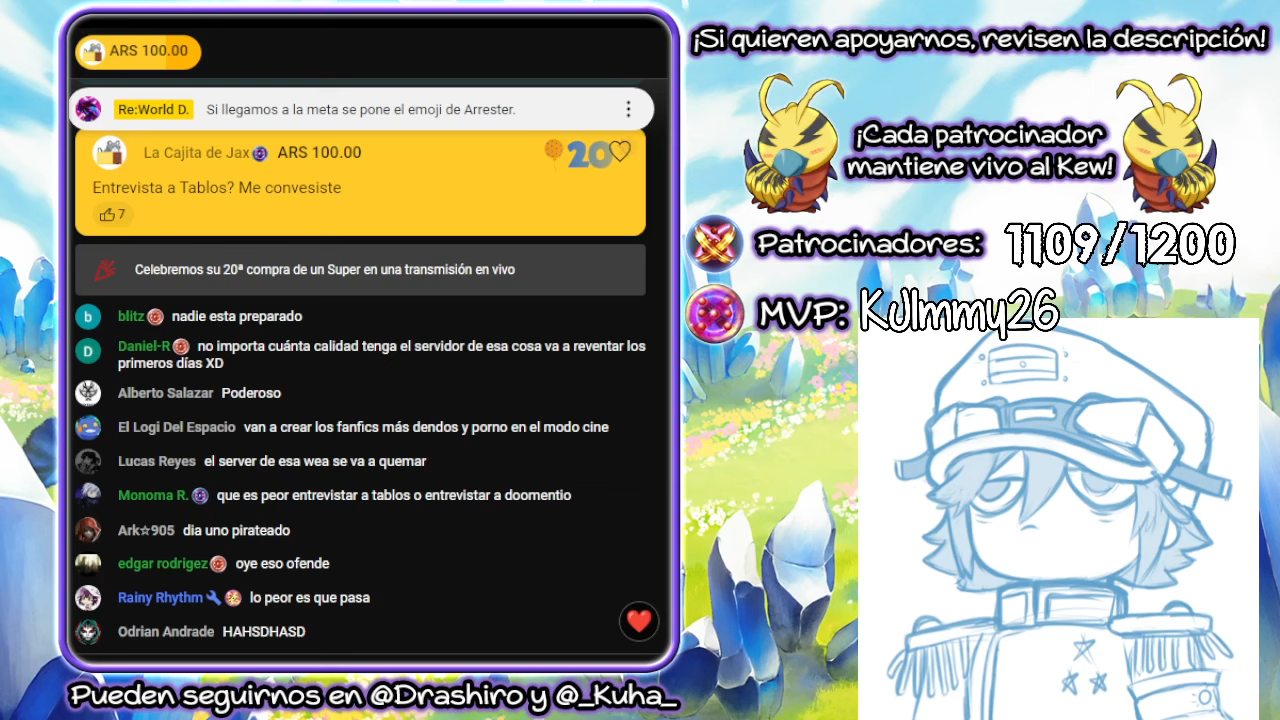 ARS 100.00
Re:World D. Si llegamos a la meta se pone el emoji de Arrester.
La Cajita de Jax ARS 100.00
20
Entrevista a Tablos? Me convesiste
7
Celebremos su 20ª compra de un Super en una transmisión en vivo
b blitz nadie esta preparado
D Daniel-R no importa cuánta calidad tenga el servidor de esa cosa va a reventar los
primeros días XD
Alberto Salazar Poderoso
El Logi Del Espacio van a crear los fanfics más dendos y porno en el modo cine
Lucas Reyes el server de esa wea se va a quemar
Monoma R. que es peor entrevistar a tablos o entrevistar a doomentio
Ark☆905 dia uno pirateado
edgar rodrigez oye eso ofende
Rainy Rhythm lo peor es que pasa
Odrian Andrade HAHSDHASD
Pueden seguirnos en @Drashiro y @_Kuha_
¡Si quieren apoyarnos, revisen la descripción!
¡Cada patrocinador
mantiene vivo al Kew!
Patrocinadores: 1109/1200
MVP: KJImmy26